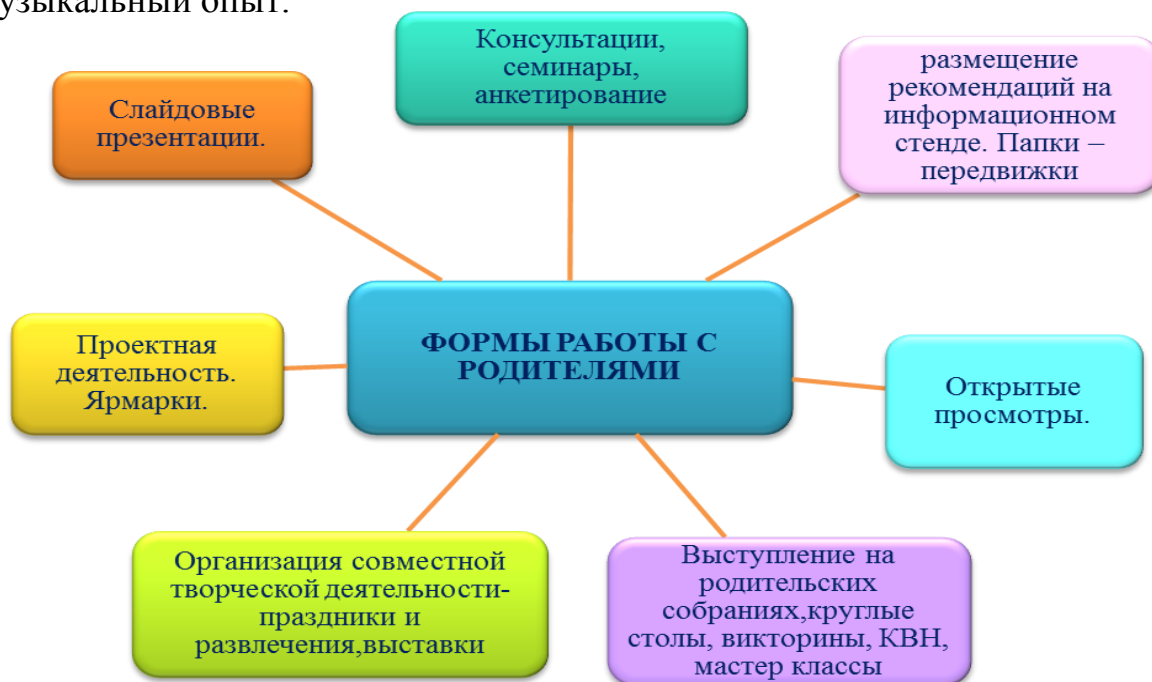 узыкальный опыт.
Консультации,
семинары,
анкетирование
размещение
рекомендаций на
информационном
стенде. Папки –
передвижки
Слайдовые
презентации.
ФОРМЫ РАБОТЫ С
РОДИТЕЛЯМИ
Проектная
деятельность.
Ярмарки.
Открытые
просмотры.
Организация совместной
творческой деятельности-
праздники и
развлечения,выставки
Выступление на
родительских
собраниях,круглые
столы, викторины, КВН,
мастер классы